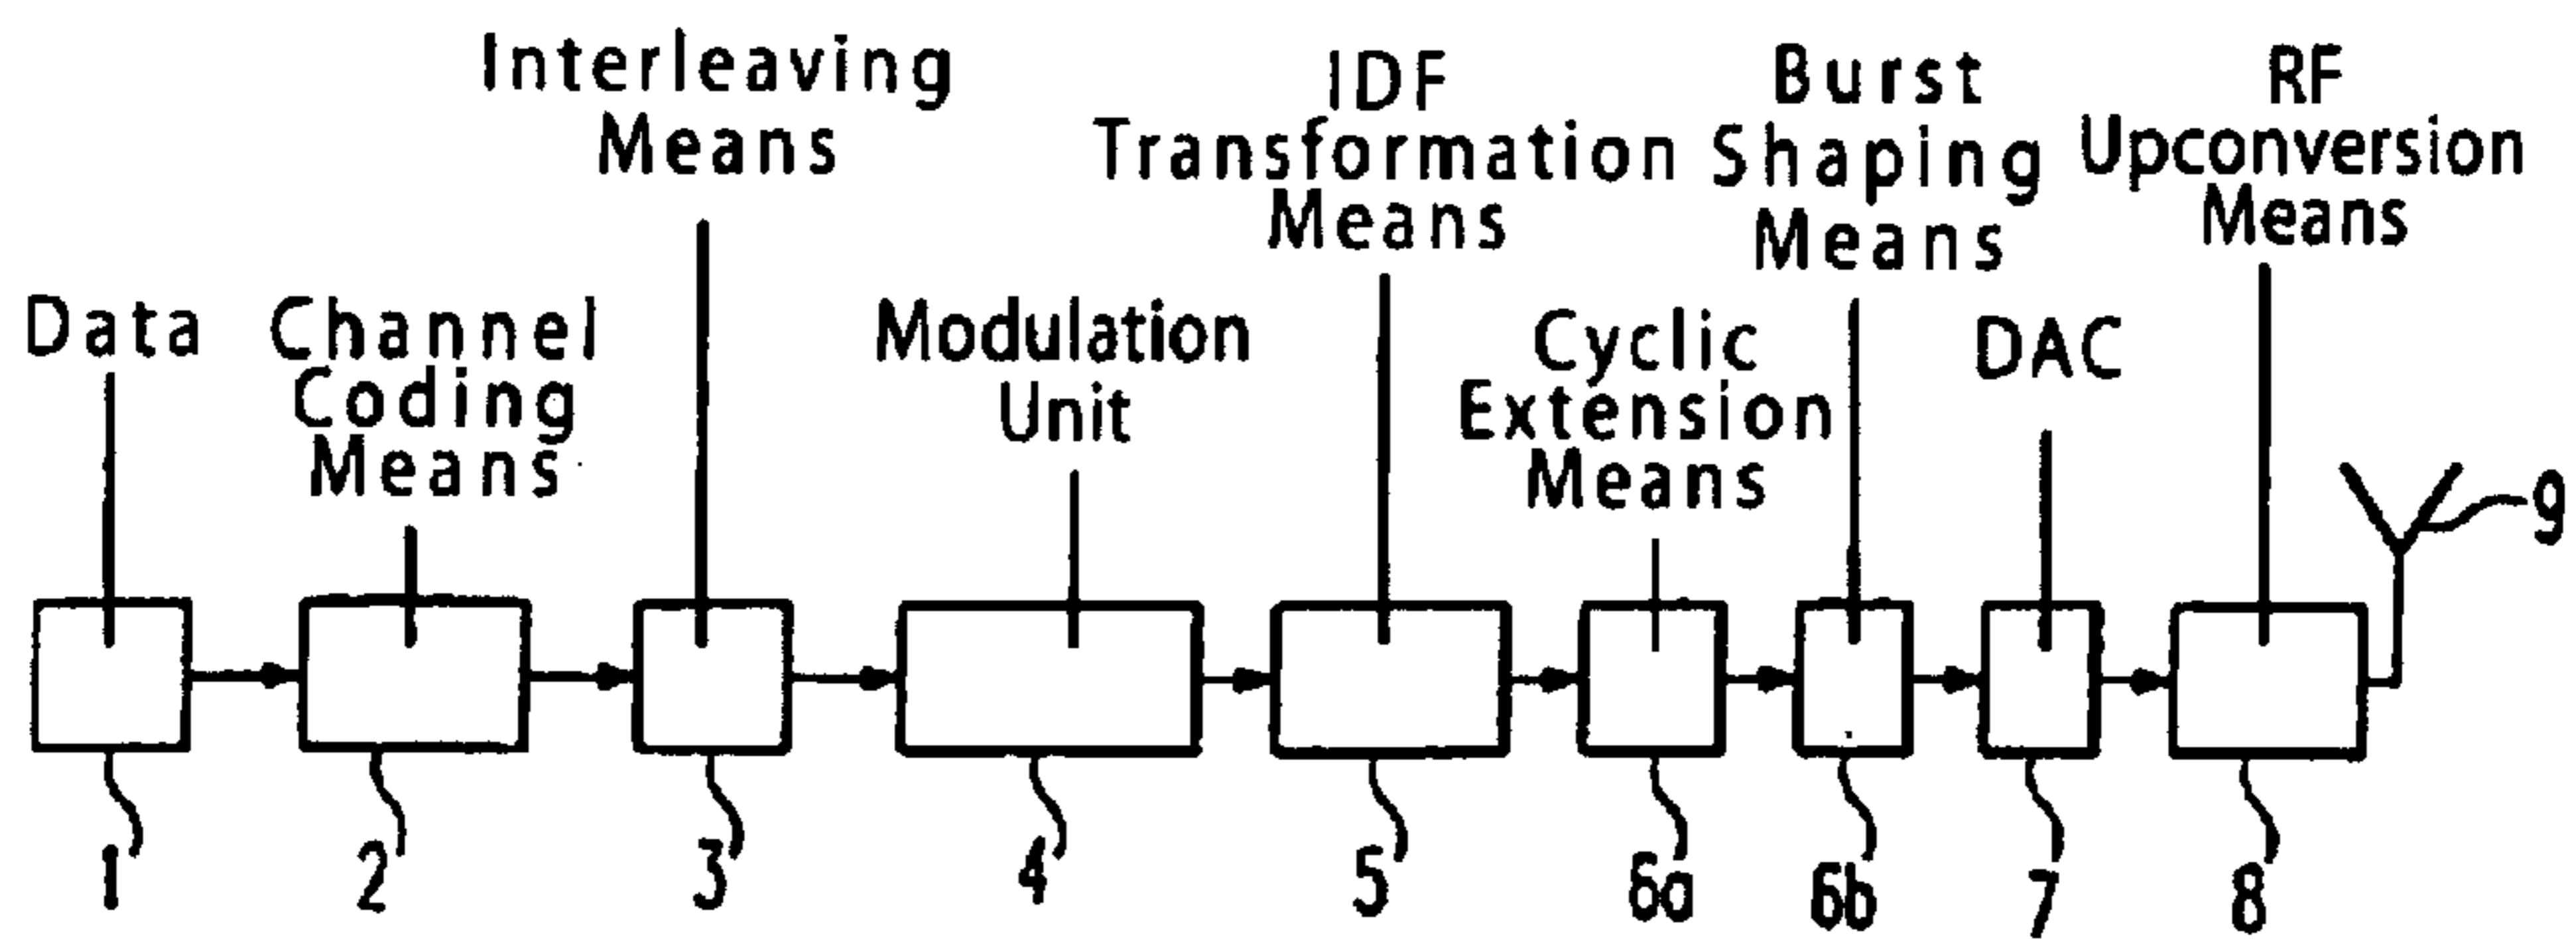 Data
Channel
Coding
Means
Interleaving
Means
Modulation
Unit
IDF
Transformation
Means
Cyclic
Extension
Means
Burst
Shaping
Means
DAC
RF
Upconversion
Means
9
1
2
3
4
5
6a
6b
7
8